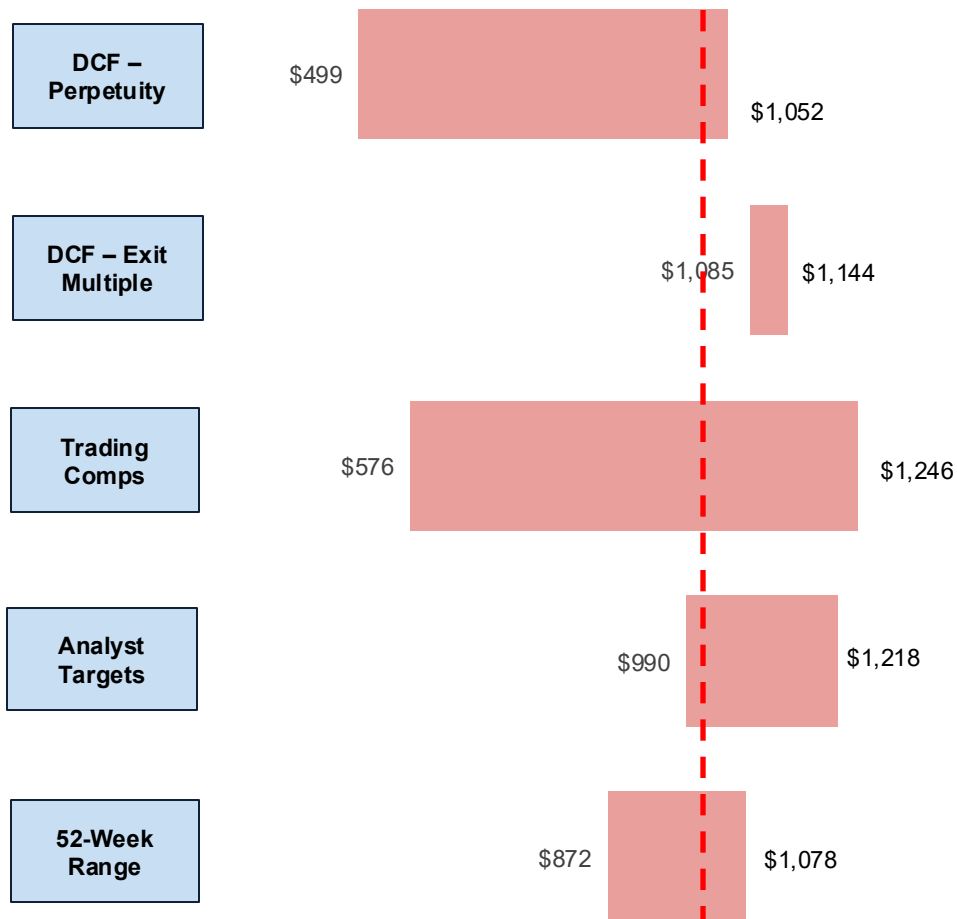 DCF –
Perpetuity
$499
$1,052
DCF – Exit
Multiple
$1,085
$1,144
Trading
Comps
$576
$1,246
Analyst
Targets
$990
$1,218
52-Week
Range
$872
$1,078